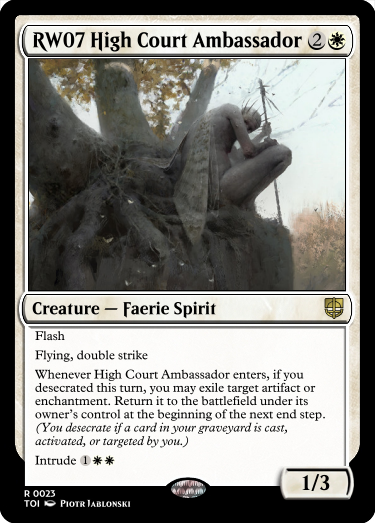 RW07 High Court Ambassador 2
Creature — Faerie Spirit
Flash
Flying, double strike
Whenever High Court Ambassador enters, if you
desecrated this turn, you may exile target artifact or
enchantment. Return it to the battlefield under its
owner's control at the beginning of the next end step.
(You desecrate if a card in your graveyard is cast,
activated, or targeted by you.)
Intrude 1
1/3
R 0023
TOI Piotr Jablonski